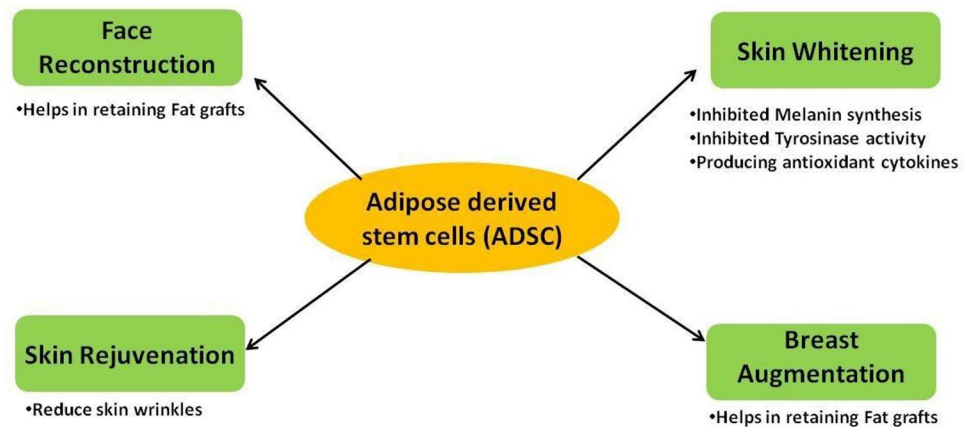 Face
Reconstruction
•Helps in retaining Fat grafts
Skin Whitening
•Inhibited Melanin synthesis
•Inhibited Tyrosinase activity
•Producing antioxidant cytokines
Adipose derived
stem cells (ADSC)
Skin Rejuvenation
•Reduce skin wrinkles
Breast
Augmentation
•Helps in retaining Fat grafts